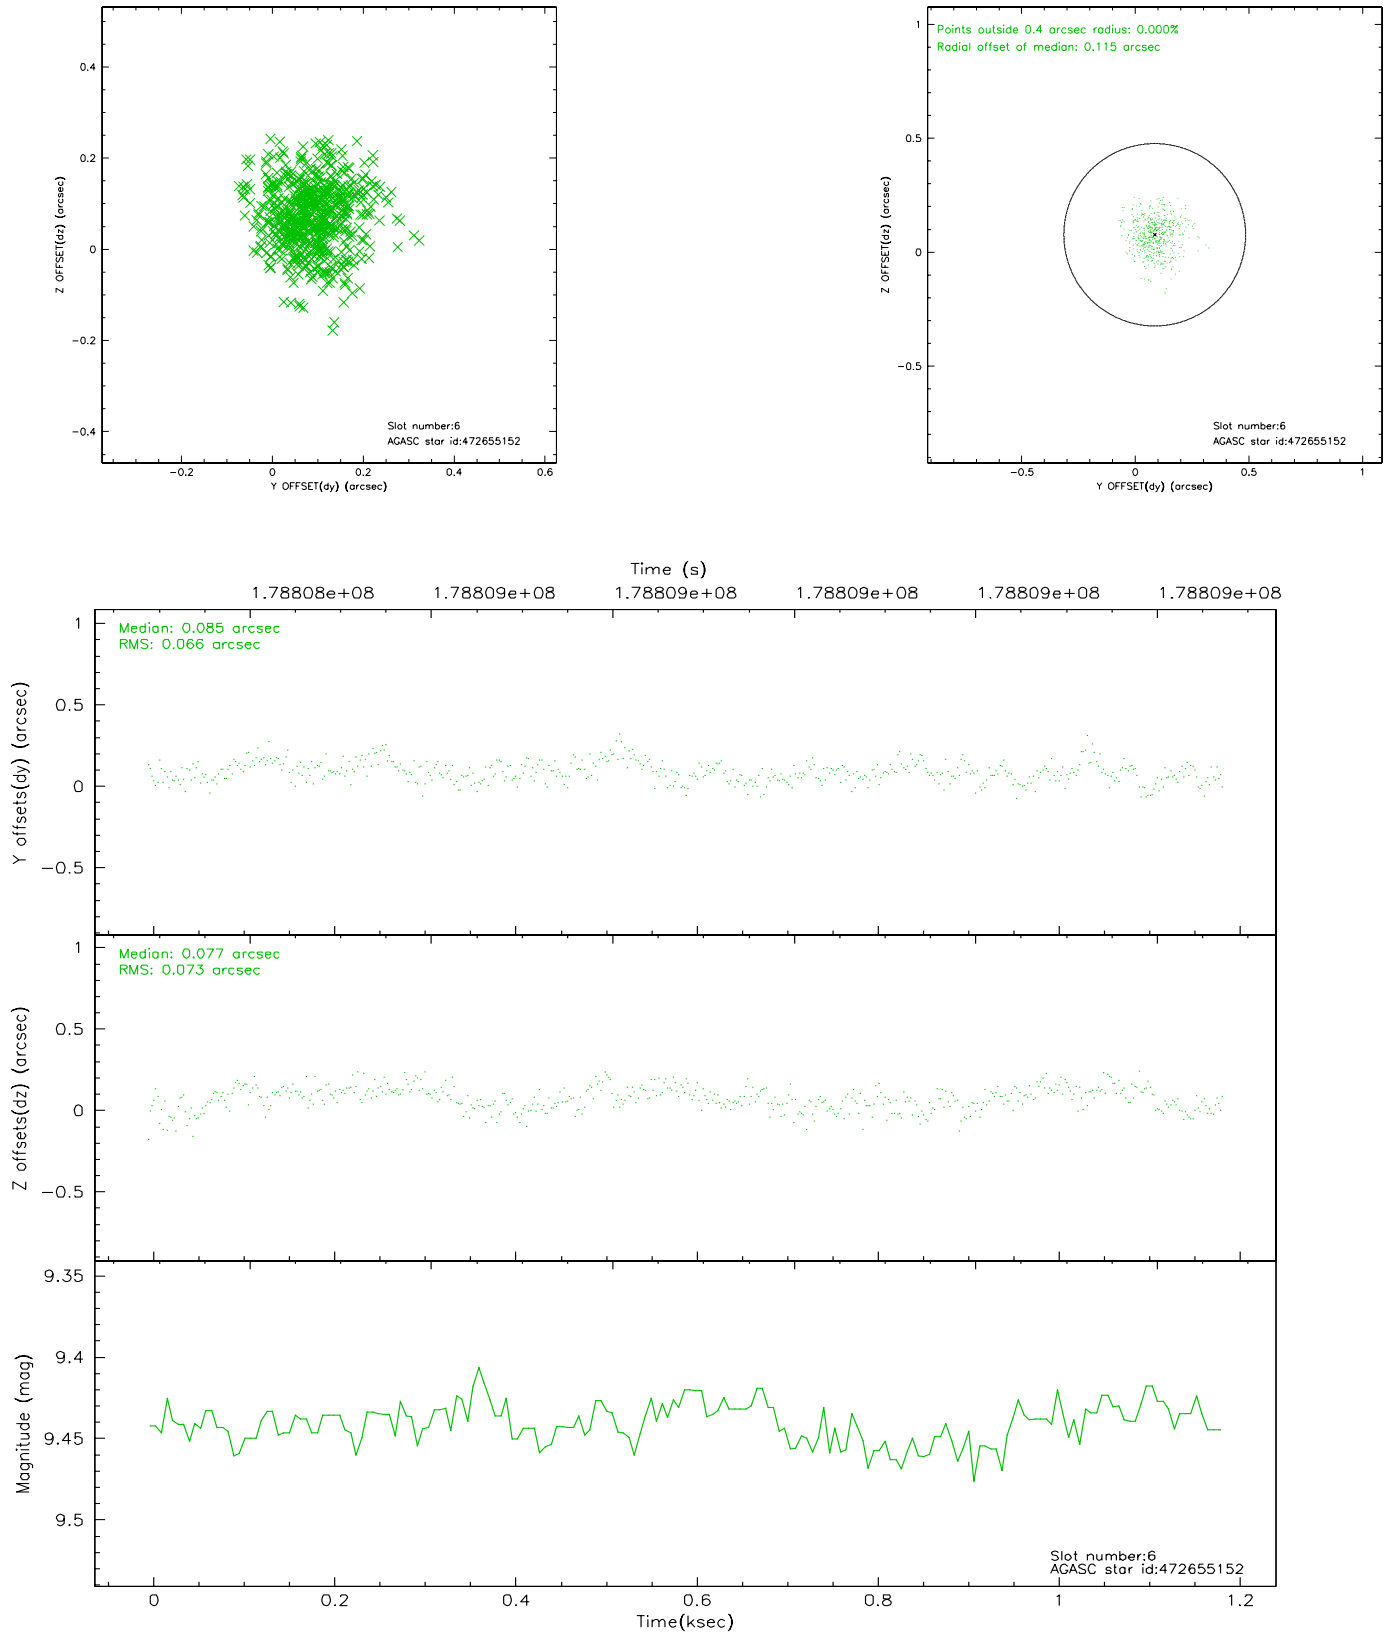 0.4
0.2
0
−0.2
−0.4
Z OFFSET(dz) (arcsec)
Slot number:6
AGASC star id:472655152
−0.2 0 0.2 0.4 0.6
Y OFFSET(dy) (arcsec)
Points outside 0.4 arcsec radius: 0.000%
Radial offset of median: 0.115 arcsec
1
0.5
0
−0.5
Z OFFSET(dz) (arcsec)
Slot number:6
AGASC star id:472655152
−0.5 0 0.5 1
Y OFFSET(dy) (arcsec)
Time (s)
1.78808e+08 1.78809e+08 1.78809e+08 1.78809e+08 1.78809e+08 1.78809e+08
Median: 0.085 arcsec
RMS: 0.066 arcsec
1
0.5
0
−0.5
Y offsets(dy) (arcsec)
Median: 0.077 arcsec
RMS: 0.073 arcsec
1
0.5
0
−0.5
Z offsets(dz) (arcsec)
9.35
9.4
9.45
9.5
Magnitude (mag)
Slot number:6
AGASC star id:472655152
0 0.2 0.4 0.6 0.8 1 1.2
Time(ksec)